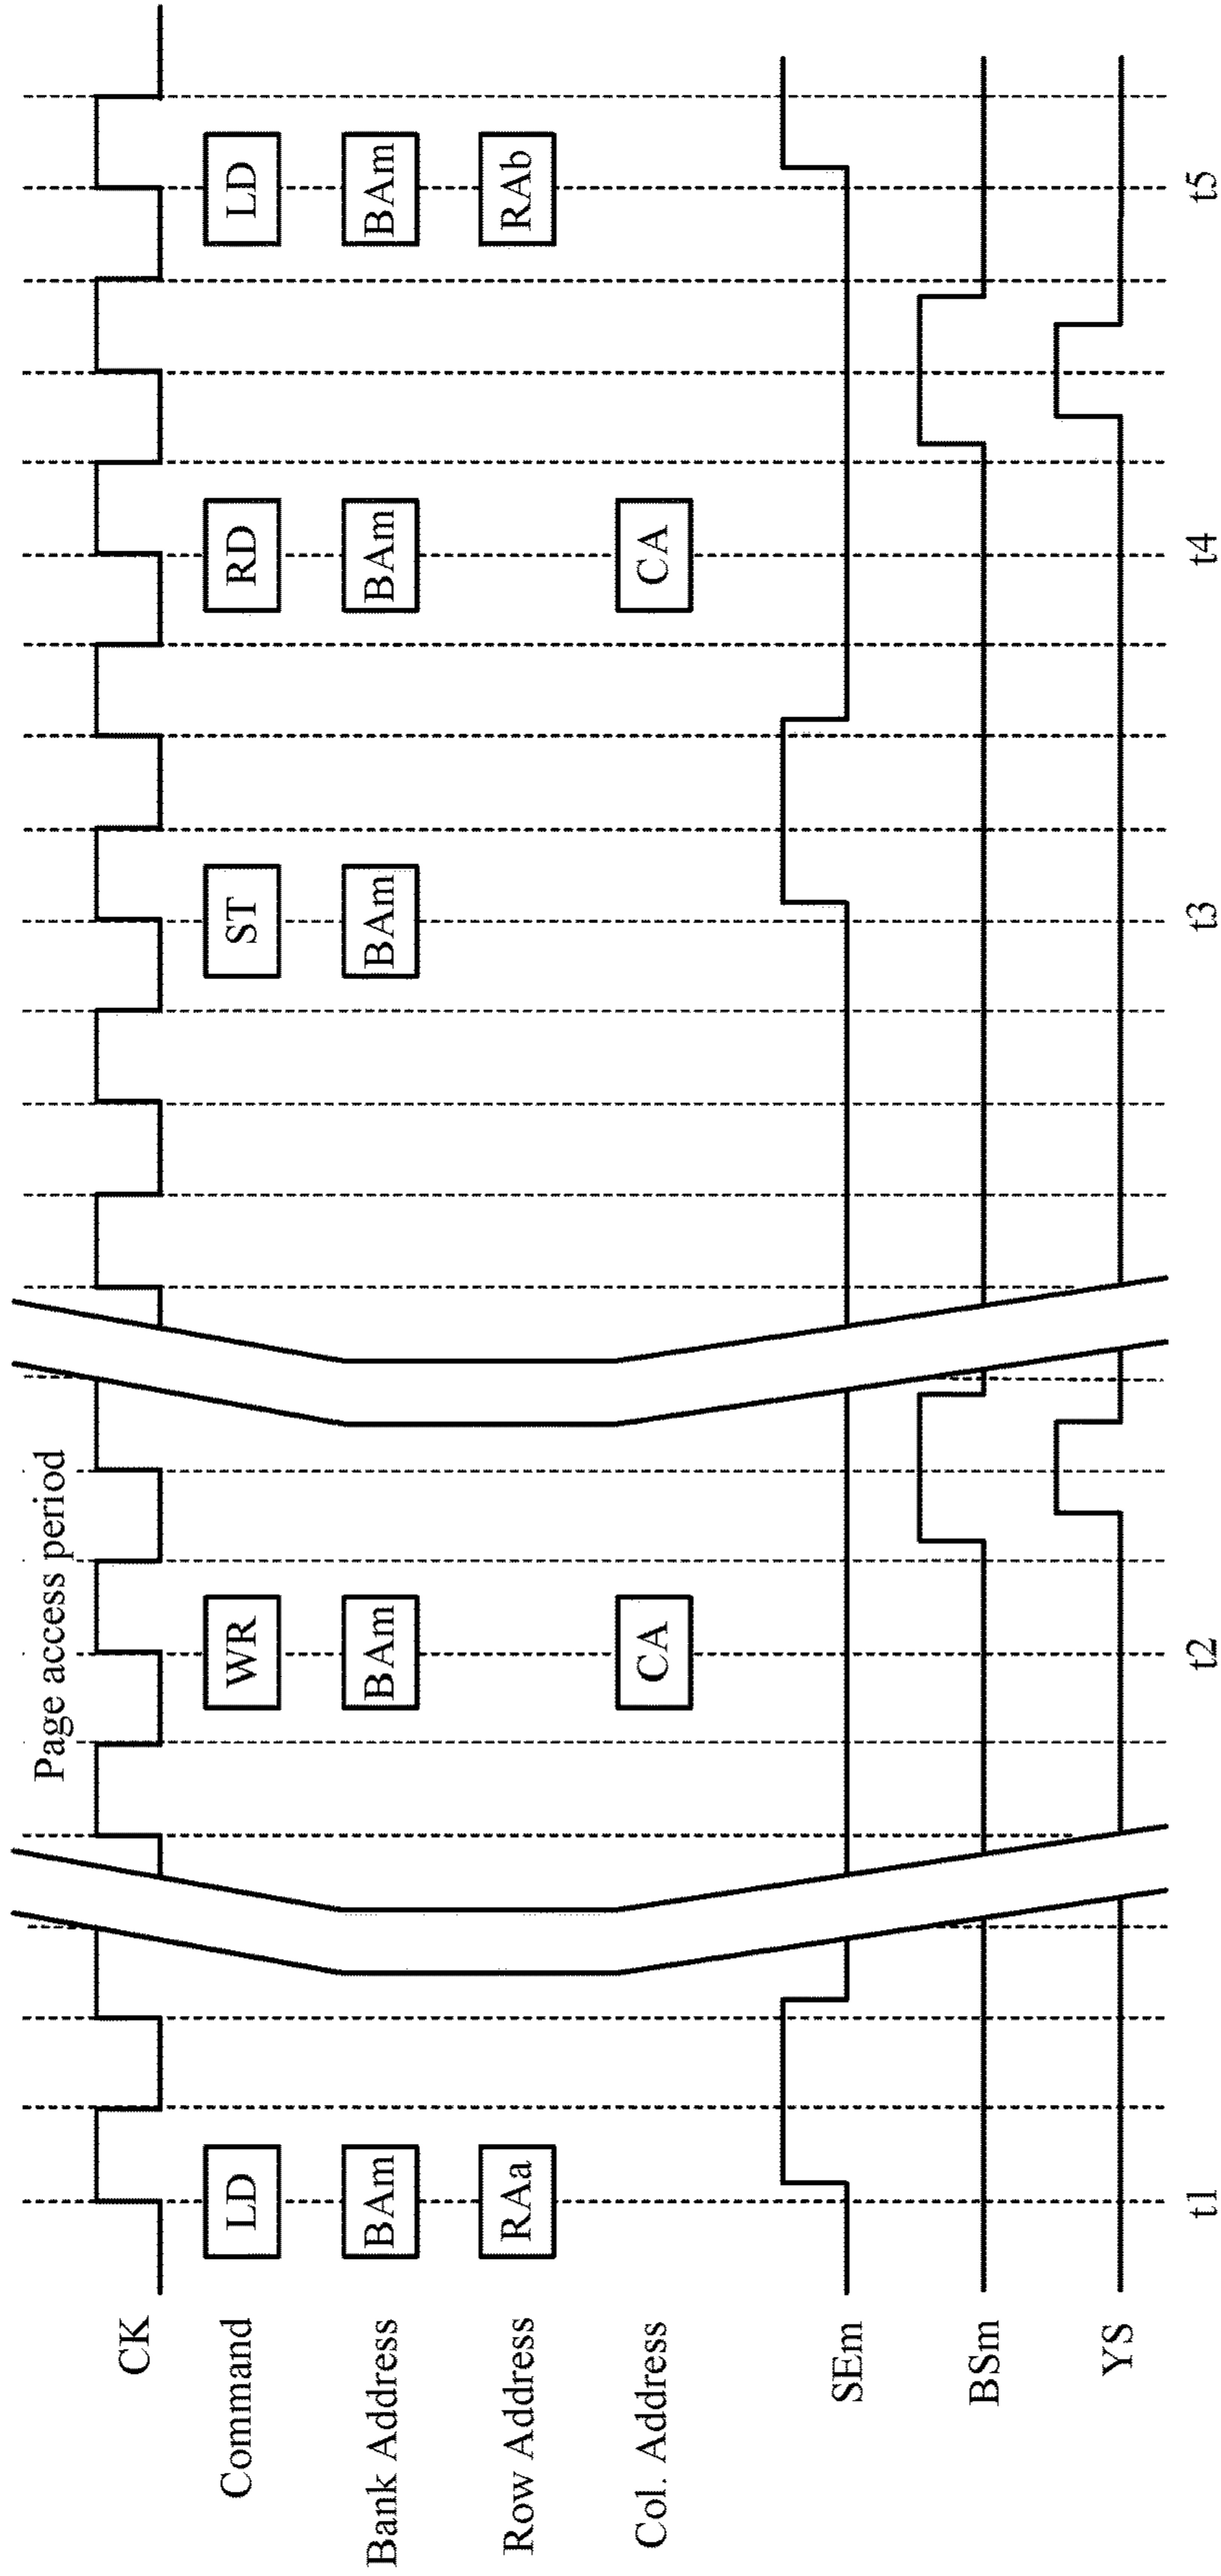 Page access period
CK
Command LD WR ST RD LD
Bank Address BAm BAm BAm BAm BAm
Row Address RAa RAb
Col. Address CA CA
SEm
BSm
YS
t1 t2 t3 t4 t5